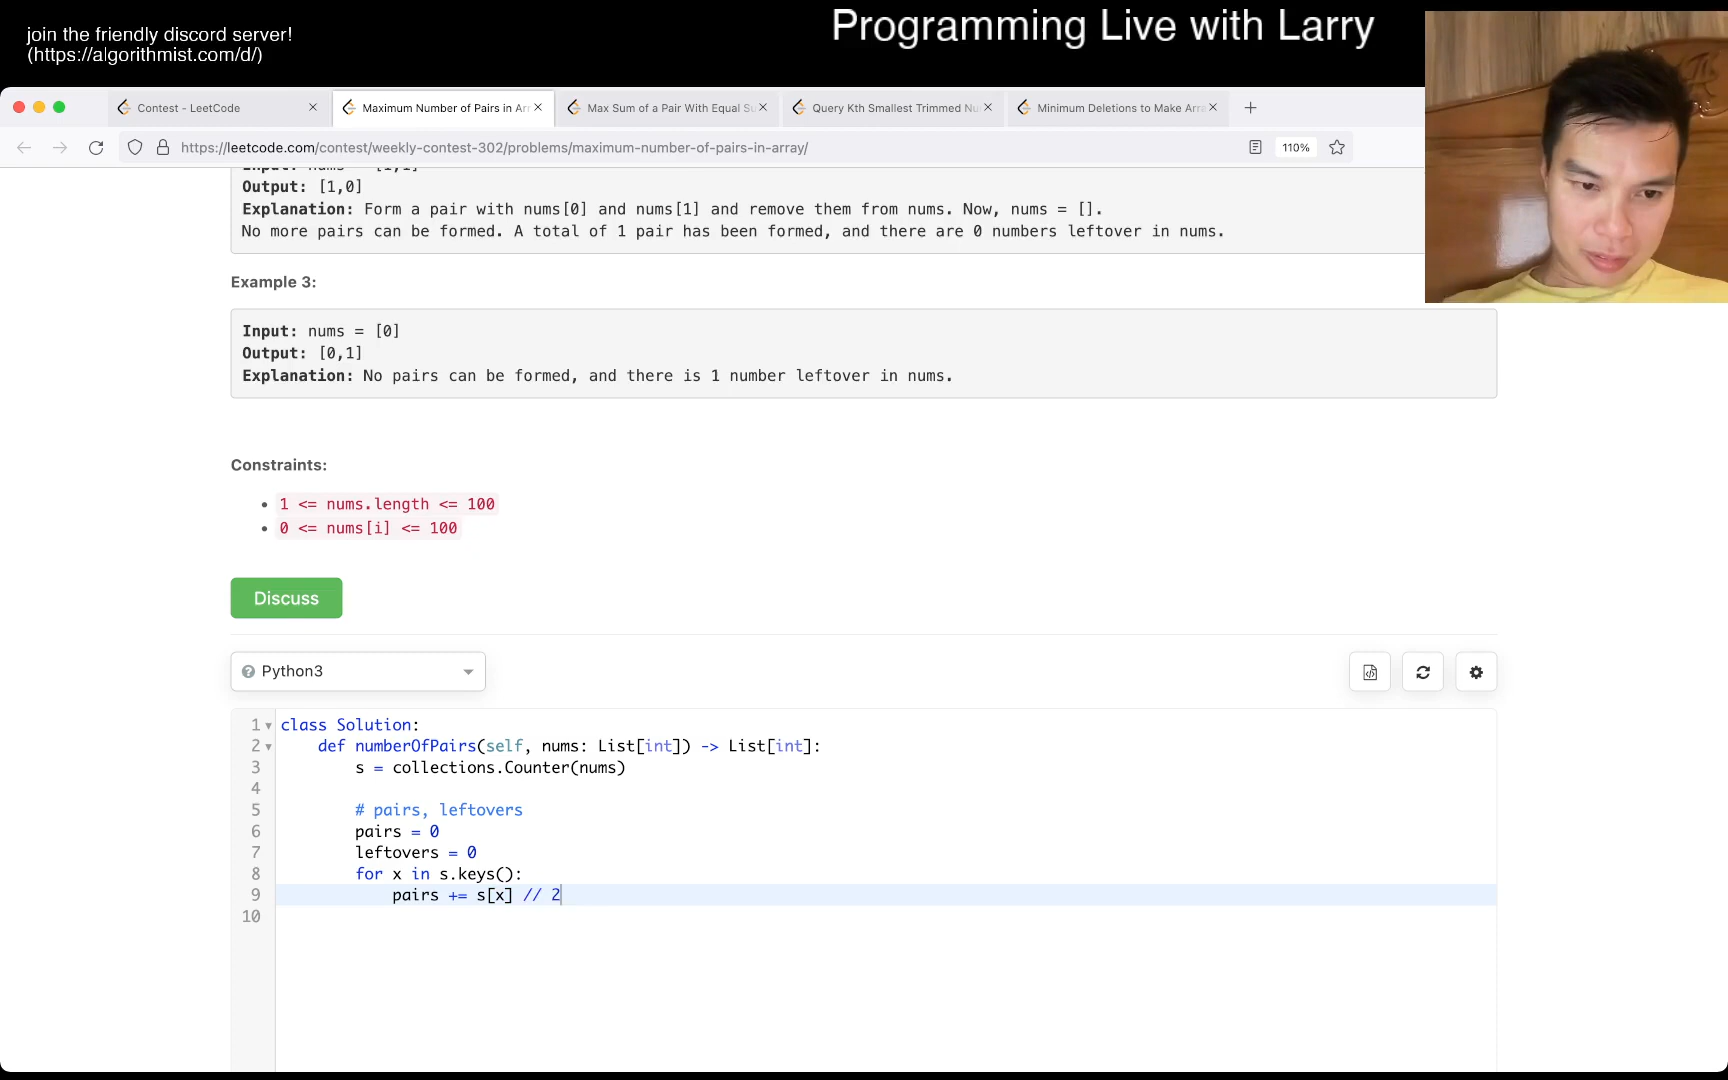 join the friendly discord server!
(https://algorithmist.com/d/)
Programming Live with Larry
Contest - LeetCode
Maximum Number of Pairs in Arr
Max Sum of a Pair With Equal Su
Query Kth Smallest Trimmed Nu
Minimum Deletions to Make Arra
https://leetcode.com/contest/weekly-contest-302/problems/maximum-number-of-pairs-in-array/
110%
Input: nums = [1,1]
Output: [1,0]
Explanation: Form a pair with nums[0] and nums[1] and remove them from nums. Now, nums = [].
No more pairs can be formed. A total of 1 pair has been formed, and there are 0 numbers leftover in nums.
Example 3:
Input: nums = [0]
Output: [0,1]
Explanation: No pairs can be formed, and there is 1 number leftover in nums.
Constraints:
1 <= nums.length <= 100
0 <= nums[i] <= 100
Discuss
Python3
1 class Solution:
2     def numberOfPairs(self, nums: List[int]) -> List[int]:
3         s = collections.Counter(nums)
4
5         # pairs, leftovers
6         pairs = 0
7         leftovers = 0
8         for x in s.keys():
9             pairs += s[x] // 2
10